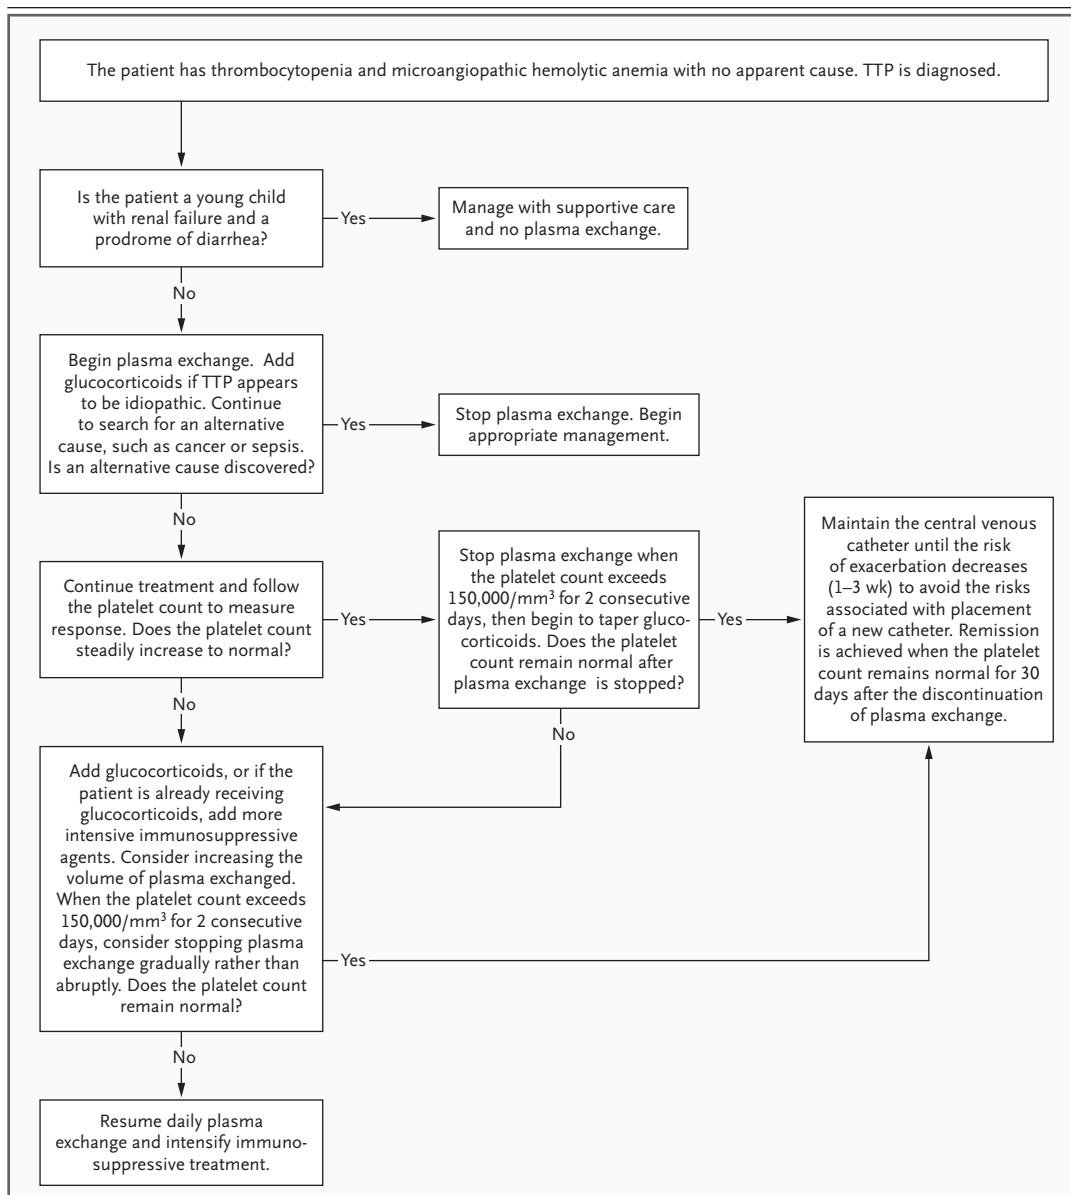 The patient has thrombocytopenia and microangiopathic hemolytic anemia with no apparent cause. TTP is diagnosed.
Is the patient a young child
with renal failure and a
prodrome of diarrhea?
Yes
Manage with supportive care
and no plasma exchange.
No
Begin plasma exchange. Add
glucocorticoids if TTP appears
to be idiopathic. Continue
to search for an alternative
cause, such as cancer or sepsis.
Is an alternative cause discovered?
Yes
Stop plasma exchange. Begin
appropriate management.
No
Continue treatment and follow
the platelet count to measure
response. Does the platelet count
steadily increase to normal?
Yes
Stop plasma exchange when
the platelet count exceeds
150,000/mm³ for 2 consecutive
days, then begin to taper gluco-
corticoids. Does the platelet
count remain normal after
plasma exchange is stopped?
Yes
Maintain the central venous
catheter until the risk
of exacerbation decreases
(1–3 wk) to avoid the risks
associated with placement
of a new catheter. Remission
is achieved when the platelet
count remains normal for 30
days after the discontinuation
of plasma exchange.
No
No
Add glucocorticoids, or if the
patient is already receiving
glucocorticoids, add more
intensive immunosuppressive
agents. Consider increasing the
volume of plasma exchanged.
When the platelet count exceeds
150,000/mm³ for 2 consecutive
days, consider stopping plasma
exchange gradually rather than
abruptly. Does the platelet count
remain normal?
Yes
No
Resume daily plasma
exchange and intensify immuno-
suppressive treatment.